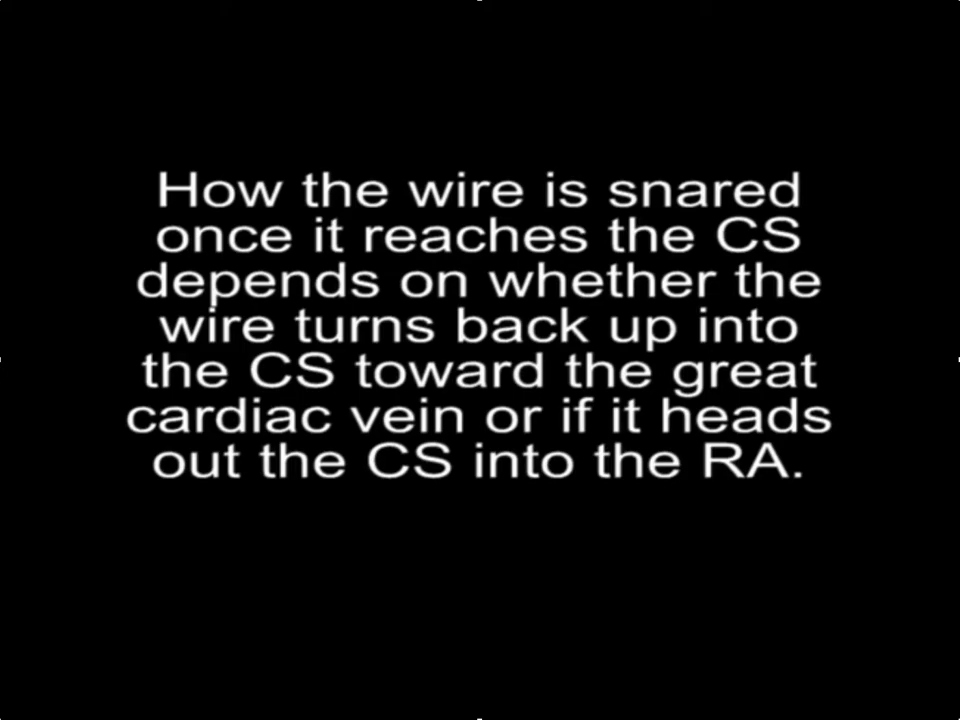 How the wire is snared
once it reaches the CS
depends on whether the
wire turns back up into
the CS toward the great
cardiac vein or if it heads
out the CS into the RA.